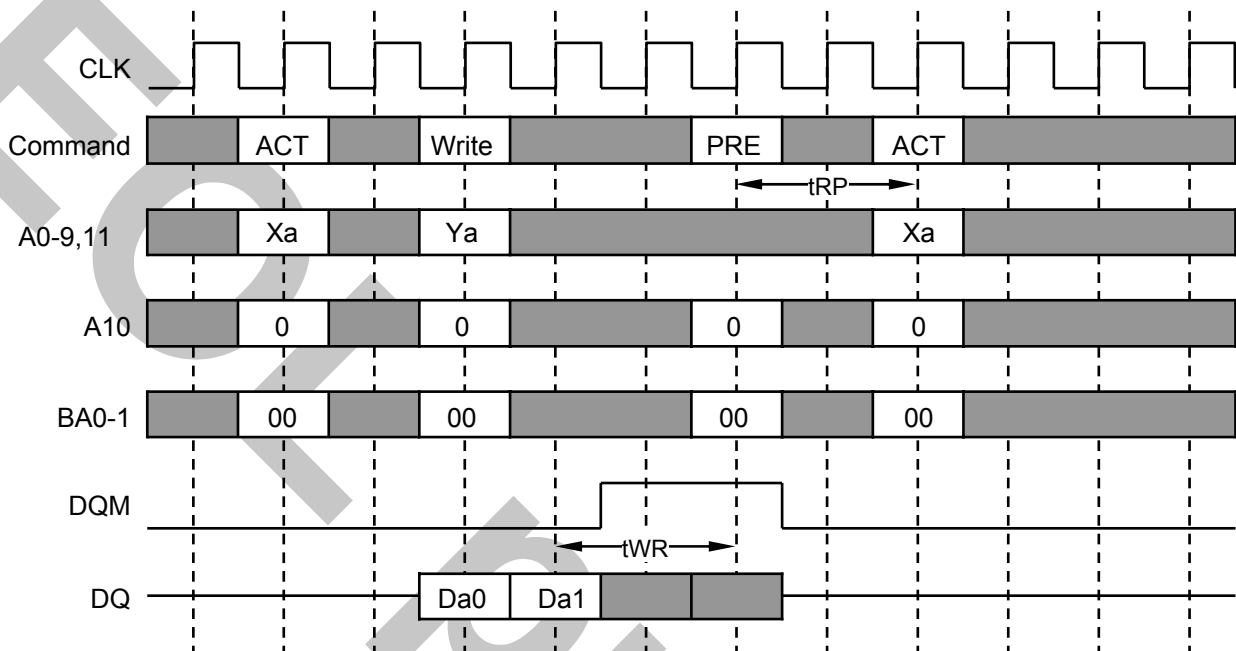 CLK
Command ACT Write PRE ACT
tRP
A0-9,11 Xa Ya Xa
A10 0 0 0 0
BA0-1 00 00 00 00
DQM
tWR
DQ Da0 Da1